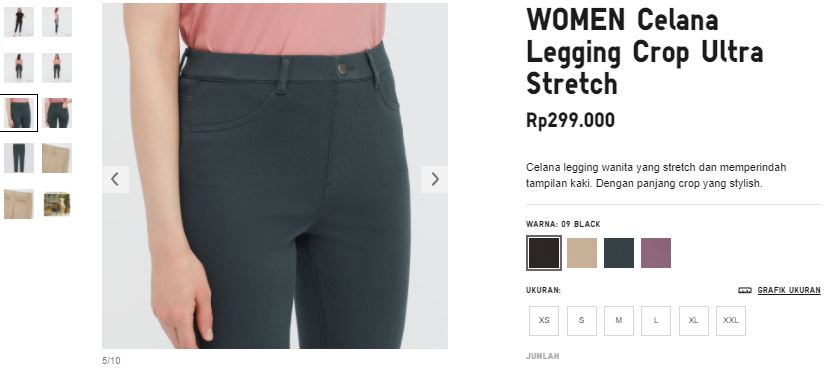 WOMEN Celana
Legging Crop Ultra
Stretch
Rp299.000
Celana legging wanita yang stretch dan memperindah
tampilan kaki. Dengan panjang crop yang stylish.
WARNA: 09 BLACK
UKURAN:
GRAFIK UKURAN
XS
S
M
L
XL
XXL
JUMLAH
5/10